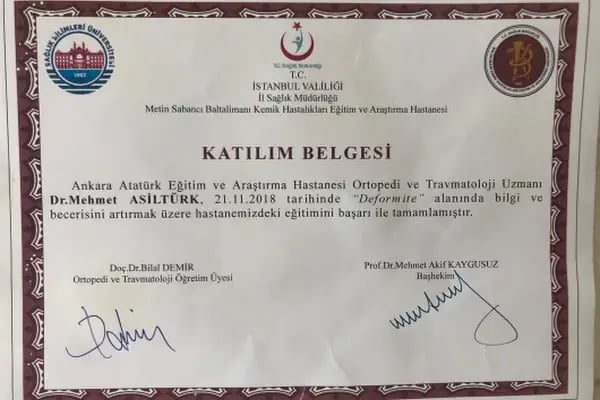 SAĞLIK BİLİMLERİ ÜNİVERSİTESİ
T.C. Sağlık Bakanlığı
T.C.
İSTANBUL VALİLİĞİ
İl Sağlık Müdürlüğü
Metin Sabancı Baltalimanı Kemik Hastalıkları Eğitim ve Araştırma Hastanesi
KATILIM BELGESİ
Ankara Atatürk Eğitim ve Araştırma Hastanesi Ortopedi ve Travmatoloji Uzmanı
Dr.Mehmet ASİLTÜRK, 21.11.2018 tarihinde "Deformite" alanında bilgi ve
becerisini artırmak üzere hastanemizdeki eğitimini başarı ile tamamlamıştır.
Doç.Dr.Bilal DEMİR
Ortopedi ve Travmatoloji Öğretim Üyesi
Prof.Dr.Mehmet Akif KAYGUSUZ
Başhekim